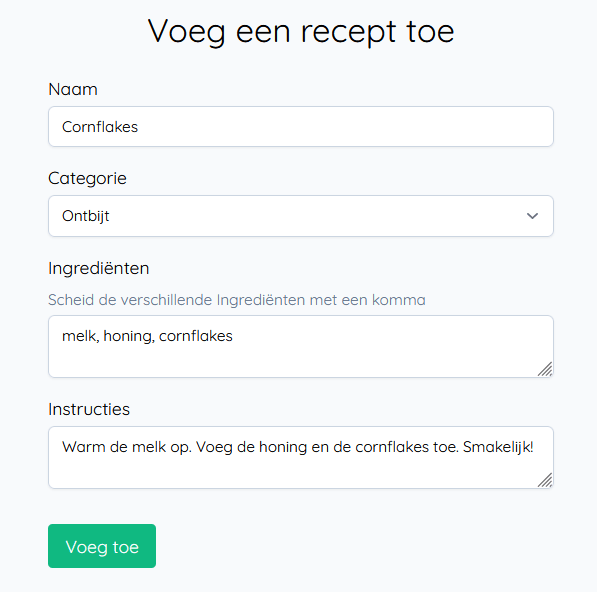 Voeg een recept toe
Naam
Cornflakes
Categorie
Ontbijt
Ingrediënten
Scheid de verschillende Ingrediënten met een komma
melk, honing, cornflakes
Instructies
Warm de melk op. Voeg de honing en de cornflakes toe. Smakelijk!
Voeg toe